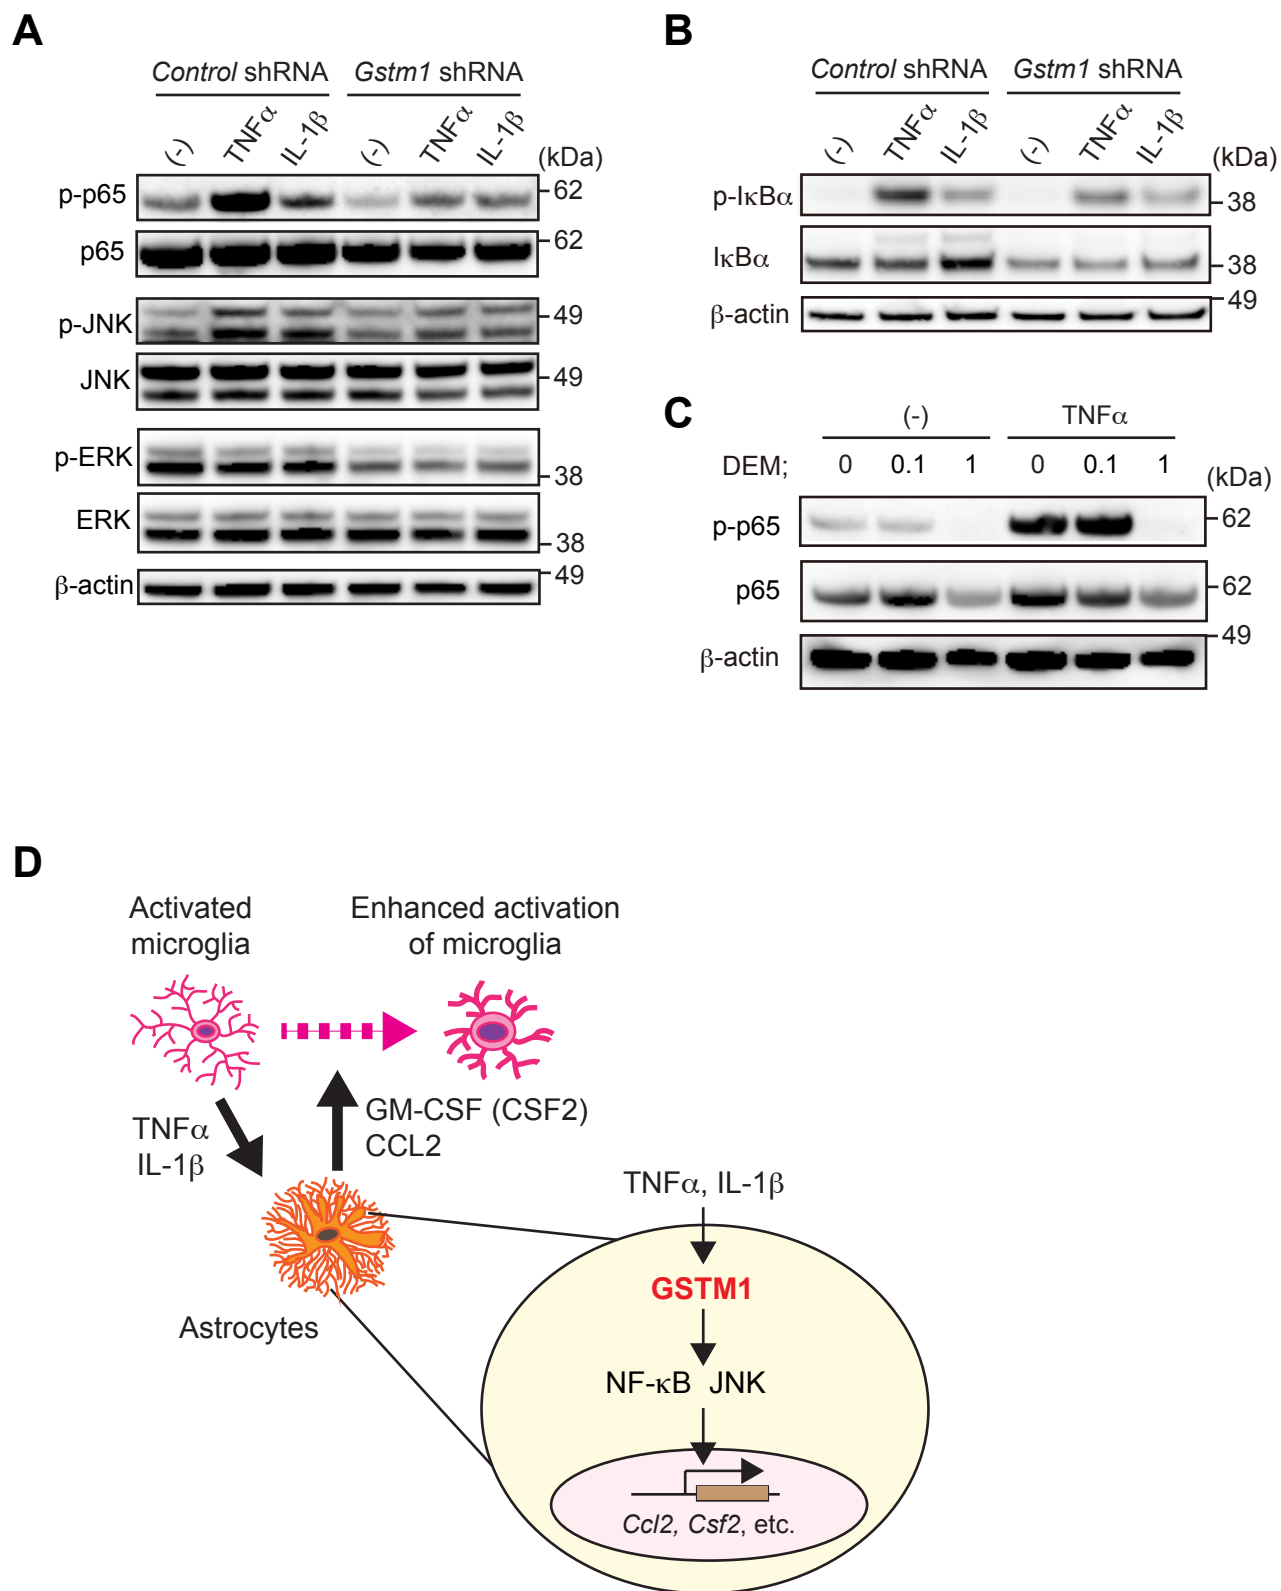 A
Control shRNA Gstm1 shRNA
(-) TNFα IL-1β (-) TNFα IL-1β (kDa)
p-p65 62
p65 62
p-JNK 49
JNK 49
p-ERK 38
ERK 38
β-actin 49
B
Control shRNA Gstm1 shRNA
(-) TNFα IL-1β (-) TNFα IL-1β (kDa)
p-IκBα 38
IκBα 38
β-actin 49
C
(-) TNFα
DEM; 0 0.1 1 0 0.1 1 (kDa)
p-p65 62
p65 62
β-actin 49
D
Activated
microglia
Enhanced activation
of microglia
TNFα
IL-1β
GM-CSF (CSF2)
CCL2
Astrocytes
TNFα, IL-1β
GSTM1
NF-κB JNK
Ccl2, Csf2, etc.